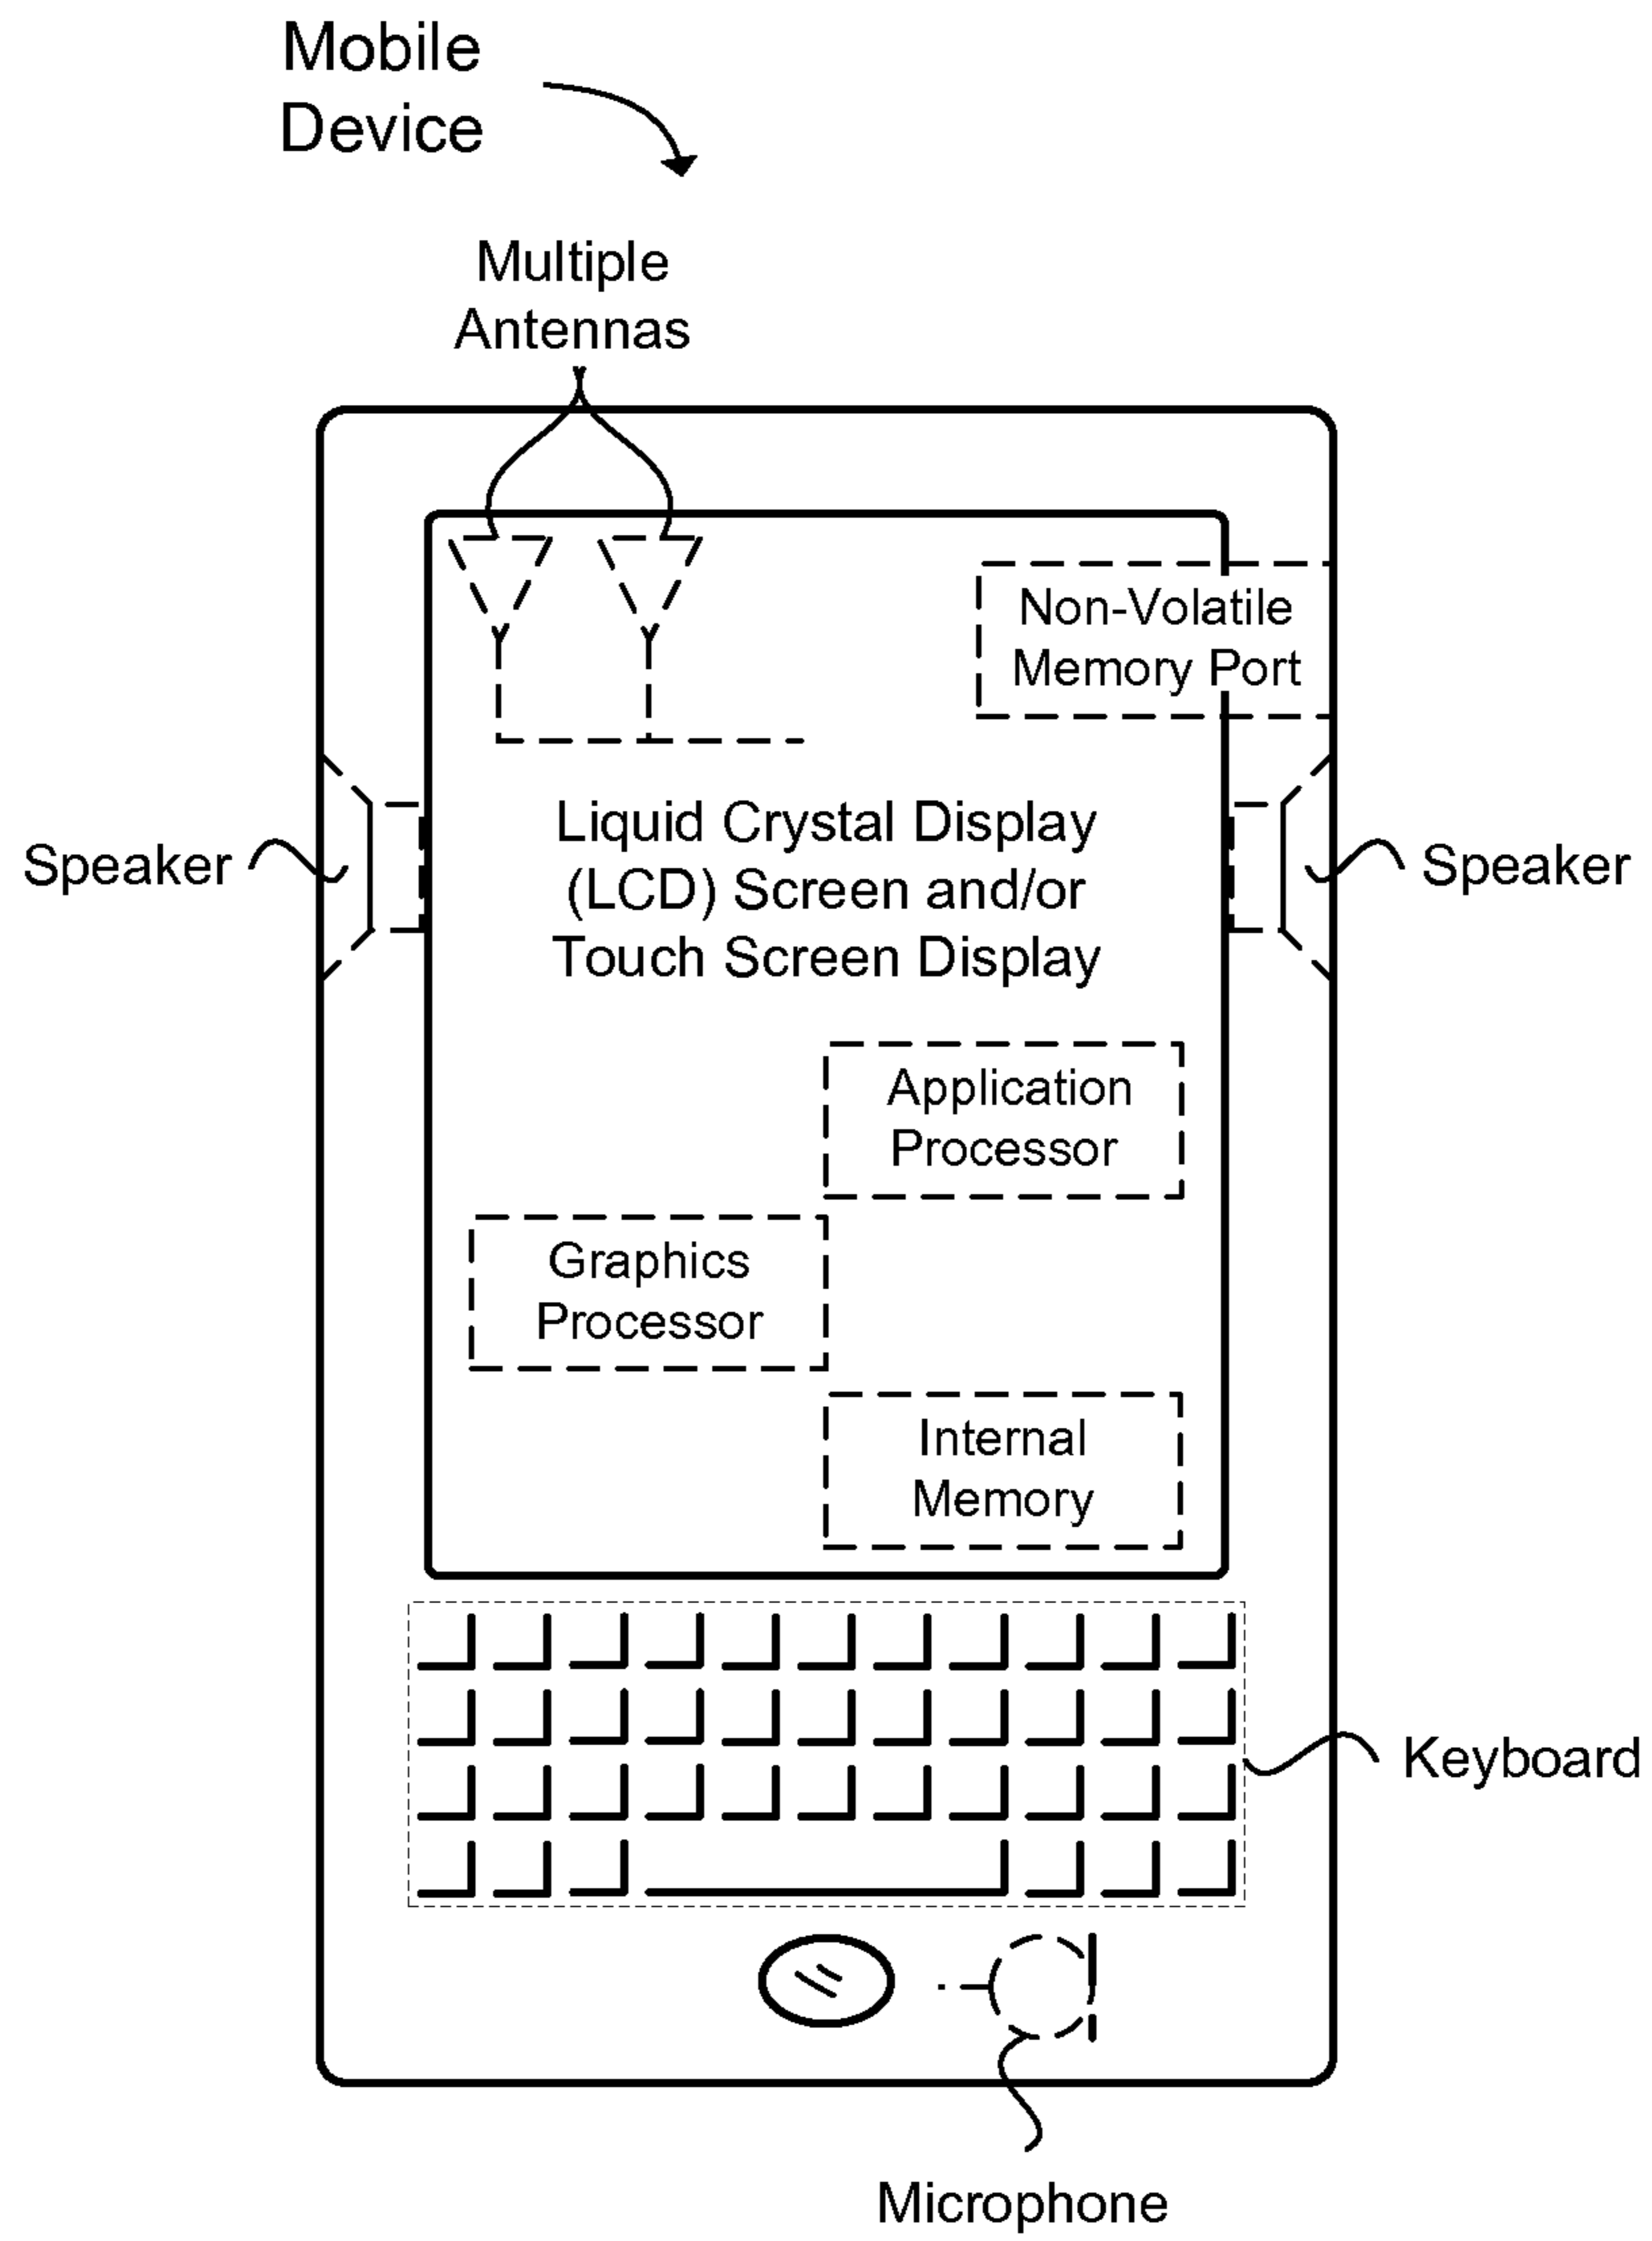 Mobile
Device
Multiple
Antennas
Non-Volatile
Memory Port
Speaker
Liquid Crystal Display
(LCD) Screen and/or
Touch Screen Display
Speaker
Application
Processor
Graphics
Processor
Internal
Memory
Keyboard
Microphone